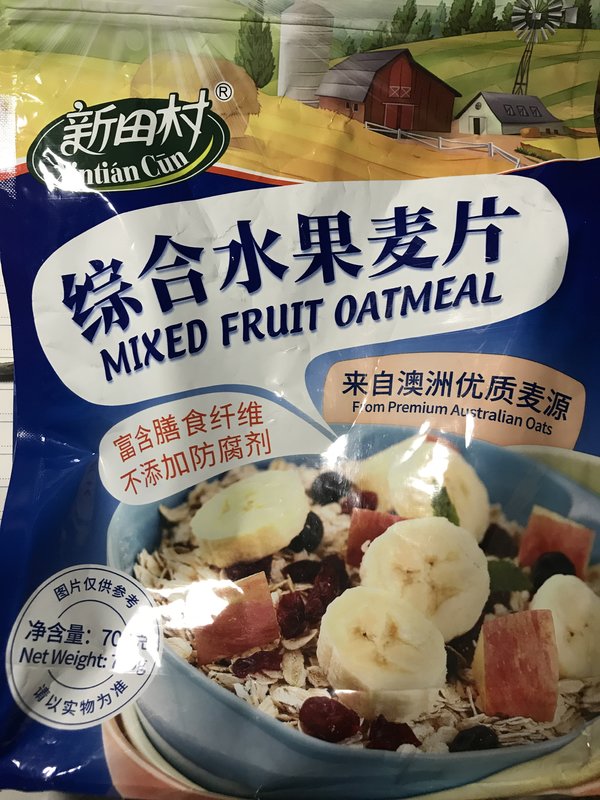 新田村®
Xintián Cūn
综合水果麦片
MIXED FRUIT OATMEAL
来自澳洲优质麦源
From Premium Australian Oats
富含膳食纤维
不添加防腐剂
图片仅供参考
净含量：
Net Weight:
请以实物为准